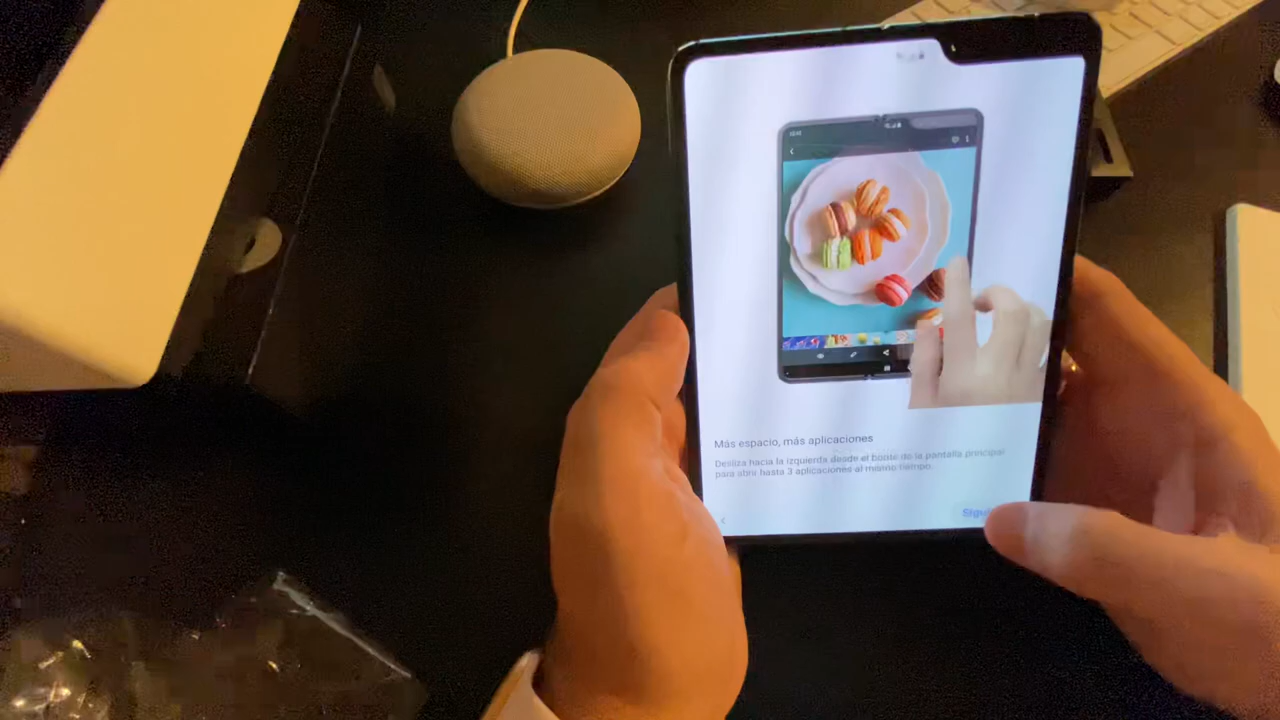 Más espacio, más aplicaciones
Desliza hacia la izquierda desde el borde de la pantalla principal
para abrir hasta 3 aplicaciones al mismo tiempo.